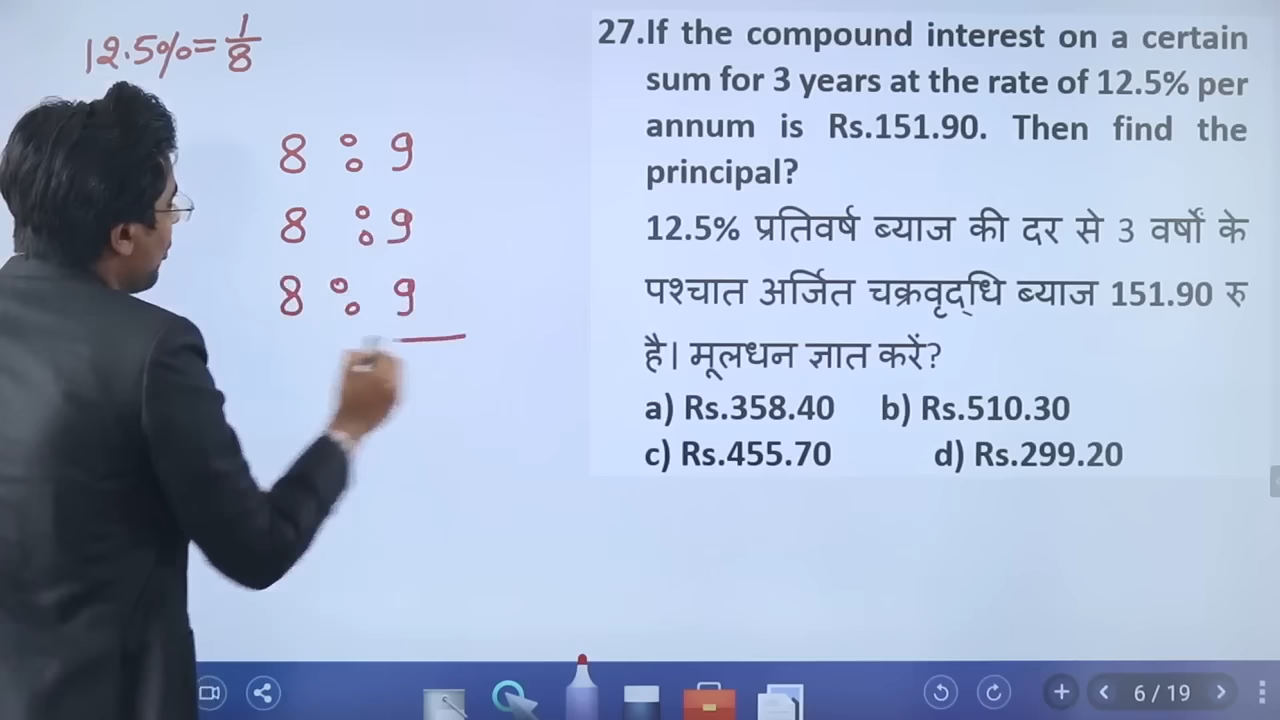 12.5%=1/8
8 : 9
8 : 9
8 : 9
27.If the compound interest on a certain
sum for 3 years at the rate of 12.5% per
annum is Rs.151.90. Then find the
principal?
12.5% प्रतिवर्ष ब्याज की दर से 3 वर्षों के
पश्चात अर्जित चक्रवृद्धि ब्याज 151.90 रु
है। मूलधन ज्ञात करें?
a) Rs.358.40 b) Rs.510.30
c) Rs.455.70 d) Rs.299.20
6 / 19